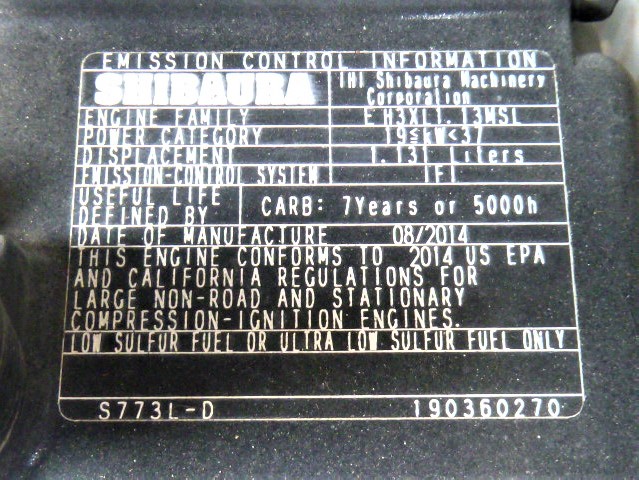 EMISSION CONTROL INFORMATION
SHIBAURA
IHI Shibaura Machinery
Corporation
ENGINE FAMILY EH3XL1.13MSL
POWER CATEGORY 19≦kW<37
DISPLACEMENT 1.131 Liters
EMISSION-CONTROL SYSTEM IFI
USEFUL LIFE
DEFINED BY CARB: 7Years or 5000h
DATE OF MANUFACTURE 08/2014
THIS ENGINE CONFORMS TO 2014 US EPA
AND CALIFORNIA REGULATIONS FOR
LARGE NON-ROAD AND STATIONARY
COMPRESSION-IGNITION ENGINES.
LOW SULFUR FUEL OR ULTRA LOW SULFUR FUEL ONLY
S773L-D 190360270